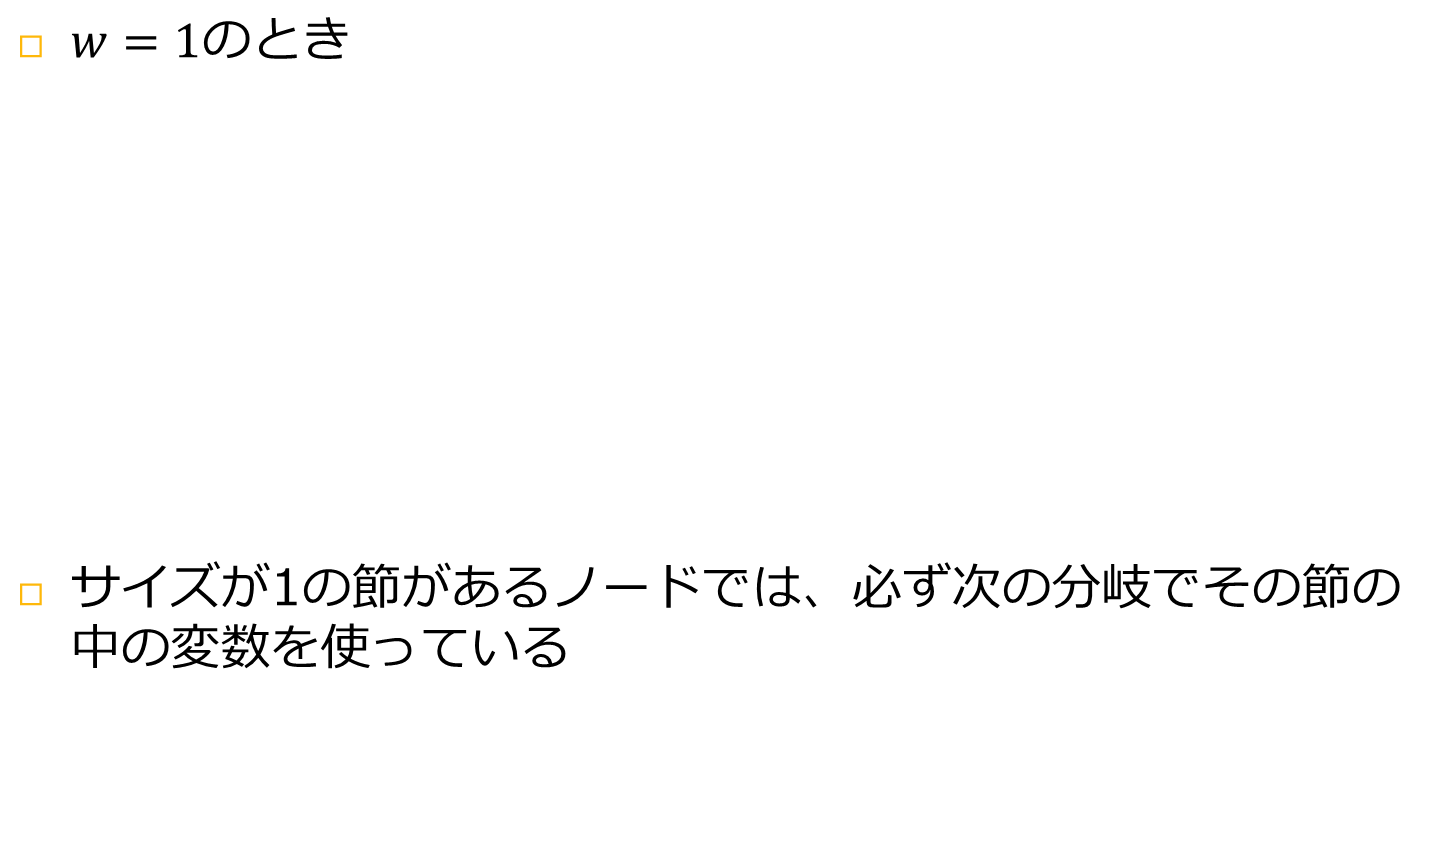 w = 1のとき
サイズが1の節があるノードでは、必ず次の分岐でその節の
中の変数を使っている